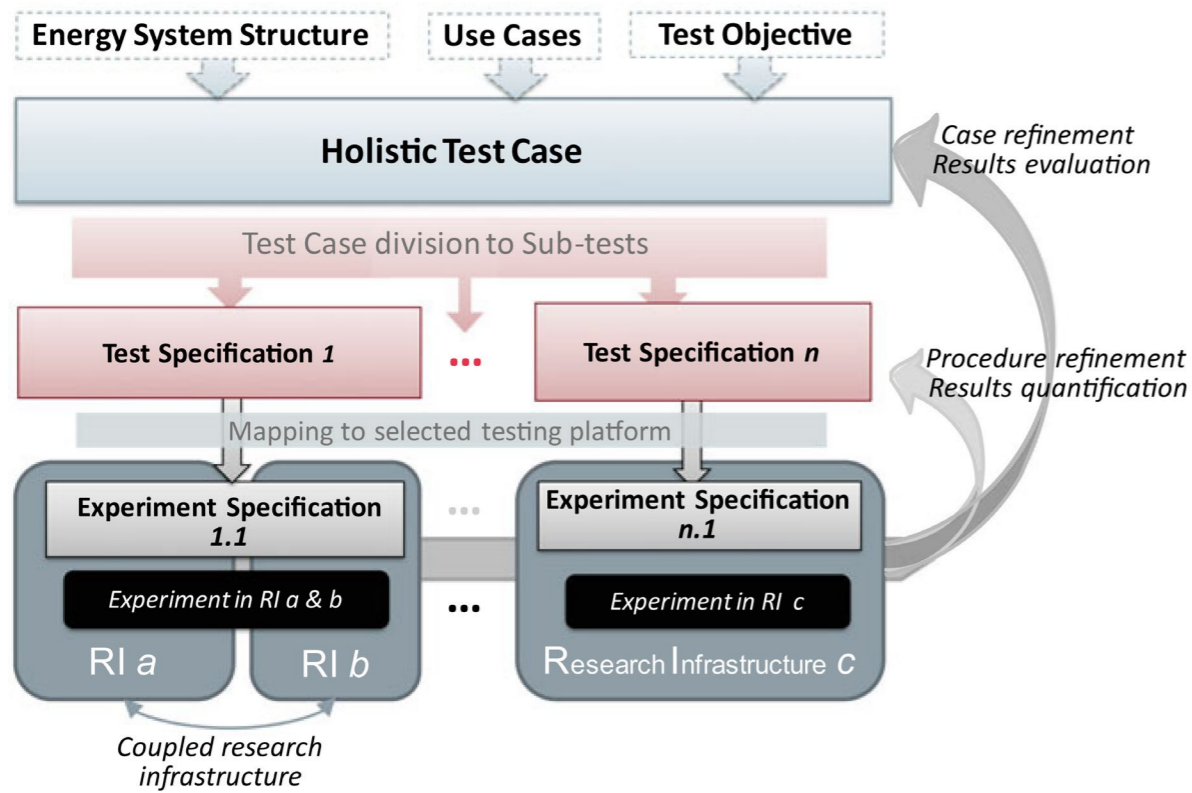 Energy System Structure
Use Cases
Test Objective
Holistic Test Case
Case refinement
Results evaluation
Test Case division to Sub-tests
Test Specification 1
...
Test Specification n
Procedure refinement
Results quantification
Mapping to selected testing platform
Experiment Specification
1.1
...
Experiment Specification
n.1
Experiment in RI a & b
...
Experiment in RI c
RI a
RI b
Research Infrastructure c
Coupled research
infrastructure